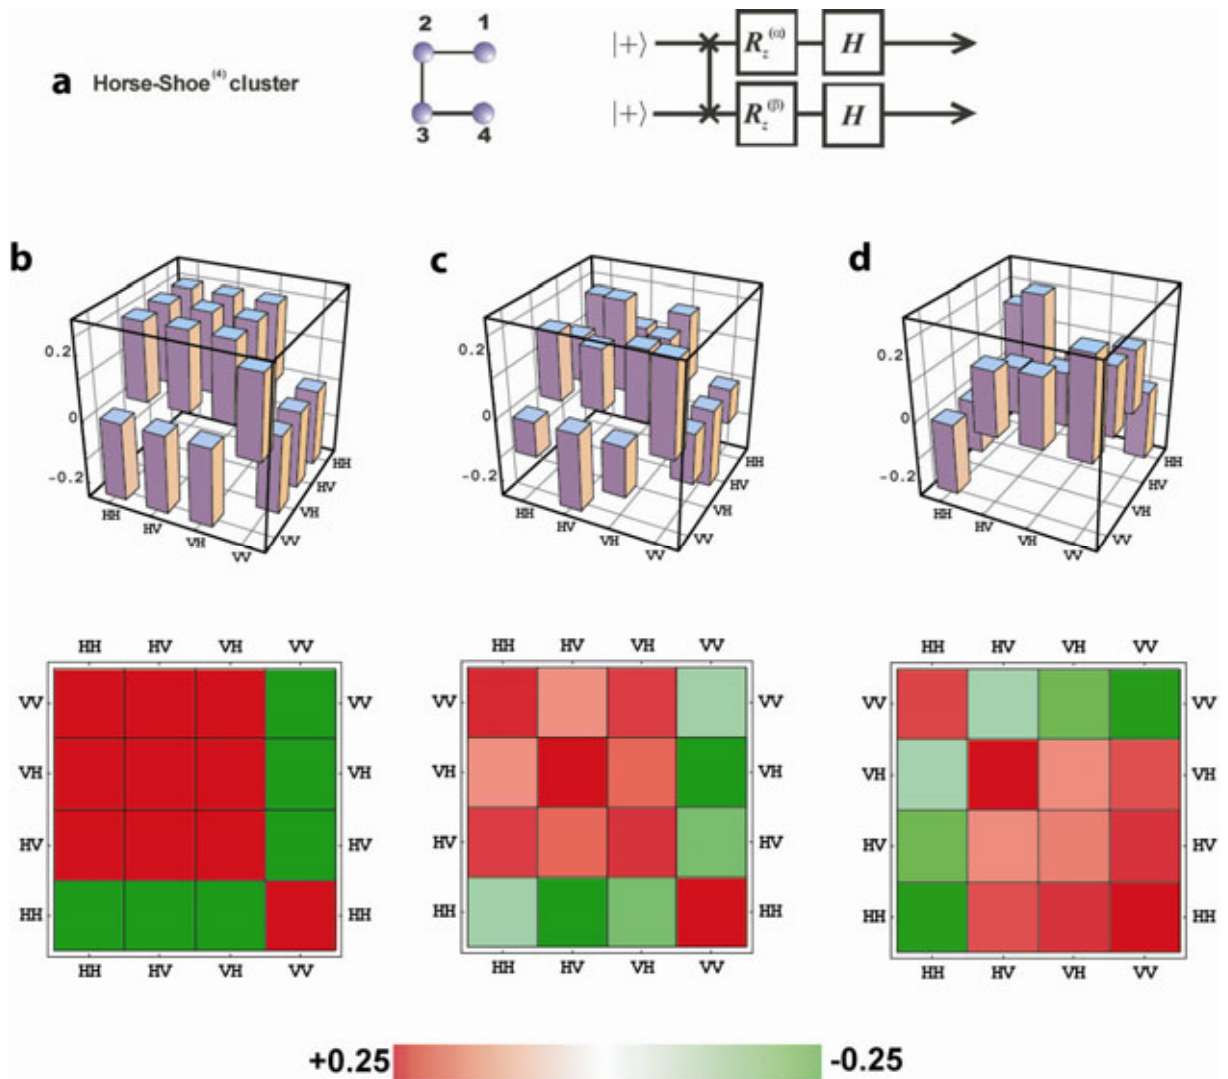 a Horse-Shoe(4) cluster
2 1
3 4
|+⟩ Rz(α) H
|+⟩ Rz(β) H
b
0.2
0
-0.2
HH HV VH VV
VV VH HV HH
c
0.2
0
-0.2
HH HV VH VV
VV VH HV HH
d
0.2
0
-0.2
HH HV VH VV
VV VH HV HH
HH HV VH VV
VV VV
VH VH
HV HV
HH HH
HH HV VH VV
HH HV VH VV
VV VV
VH VH
HV HV
HH HH
HH HV VH VV
HH HV VH VV
VV VV
VH VH
HV HV
HH HH
HH HV VH VV
+0.25 -0.25